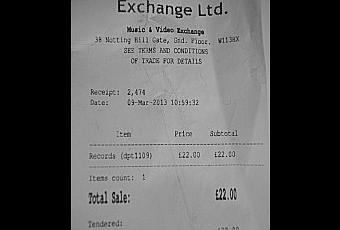 Exchange Ltd.
Music & Video Exchange
38 Notting Hill Gate, Gnd. Floor, W113HX
SEE TERMS AND CONDITIONS
OF TRADE FOR DETAILS
Receipt: 2,474
Date: 09-Mar-2013 10:59:32
Item Price Subtotal
Records (dpt1109) £22.00 £22.00
Items count: 1
Total Sale: £22.00
Tendered: